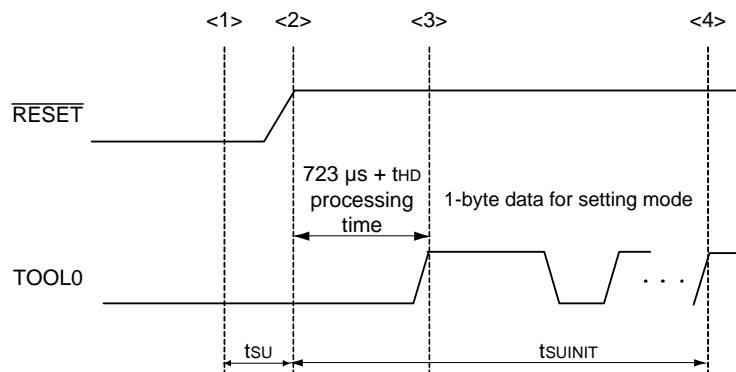 <1> <2> <3> <4>
RESET
723 µs + tHD
processing
time
1-byte data for setting mode
TOOL0
. . .
tSU
tSUINIT